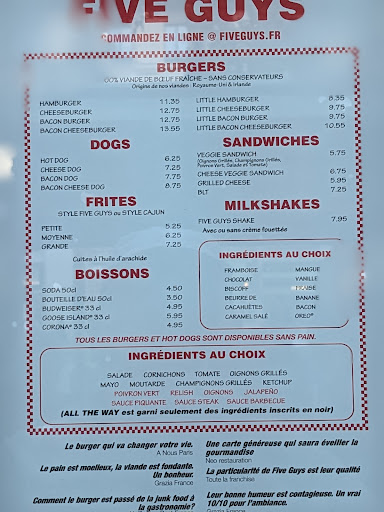 FIVE GUYS
COMMANDEZ EN LIGNE @ FIVEGUYS.FR
BURGERS
100% VIANDE DE BŒUF FRAÎCHE – SANS CONSERVATEURS
Origine de nos viandes : Royaume-Uni & Irlande
HAMBURGER 11.35
CHEESEBURGER 12.75
BACON BURGER 12.75
BACON CHEESEBURGER 13.55
LITTLE HAMBURGER 8.35
LITTLE CHEESEBURGER 9.75
LITTLE BACON BURGER 9.75
LITTLE BACON CHEESEBURGER 10.55
DOGS
HOT DOG 6.25
CHEESE DOG 7.25
BACON DOG 7.75
BACON CHEESE DOG 8.75
SANDWICHES
VEGGIE SANDWICH 5.75
(Oignons Grillés, Champignons Grillés,
Poivron Vert, Salade et Tomate)
CHEESE VEGGIE SANDWICH 6.75
GRILLED CHEESE 5.95
BLT 7.25
FRITES
STYLE FIVE GUYS ou STYLE CAJUN
PETITE 5.25
MOYENNE 6.25
GRANDE 7.25
Cuites à l'huile d'arachide
MILKSHAKES
FIVE GUYS SHAKE 7.95
Avec ou sans crème fouettée
INGRÉDIENTS AU CHOIX
FRAMBOISE MANGUE
CHOCOLAT VANILLE
BISCOFF FRAISE
BEURRE DE BANANE
CACAHUÈTES BACON
CARAMEL SALÉ OREO®
BOISSONS
SODA 50cl 4.50
BOUTEILLE D'EAU 50cl 3.50
BUDWEISER® 33 cl 4.95
GOOSE ISLAND® 33 cl 5.95
CORONA® 33 cl 4.95
TOUS LES BURGERS ET HOT DOGS SONT DISPONIBLES SANS PAIN.
INGRÉDIENTS AU CHOIX
SALADE CORNICHONS TOMATE OIGNONS GRILLÉS
MAYO MOUTARDE CHAMPIGNONS GRILLÉS KETCHUP
POIVRON VERT RELISH OIGNONS JALAPEÑO
SAUCE PIQUANTE SAUCE STEAK SAUCE BARBECUE
(ALL THE WAY est garni seulement des ingrédients inscrits en noir)
Le burger qui va changer votre vie.
A Nous Paris
Le pain est moelleux, la viande est fondante.
Un bonheur.
Grazia France
Comment le burger est passé de la junk food à
la gastronomie?
Une carte généreuse qui saura éveiller la
gourmandise
Neo restauration
La particularité de Five Guys est leur qualité
Toute la franchise
Leur bonne humeur est contagieuse. Un vrai
10/10 pour l'ambiance.
Grazia France